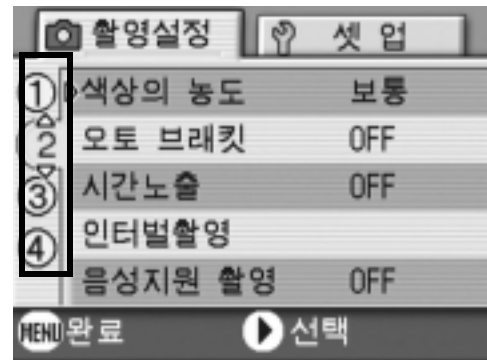 촬영설정 셋 업
① 색상의 농도 보통
2 오토 브래킷 OFF
③ 시간노출 OFF
④ 인터벌촬영
음성지원 촬영 OFF
MENU 완료 선택